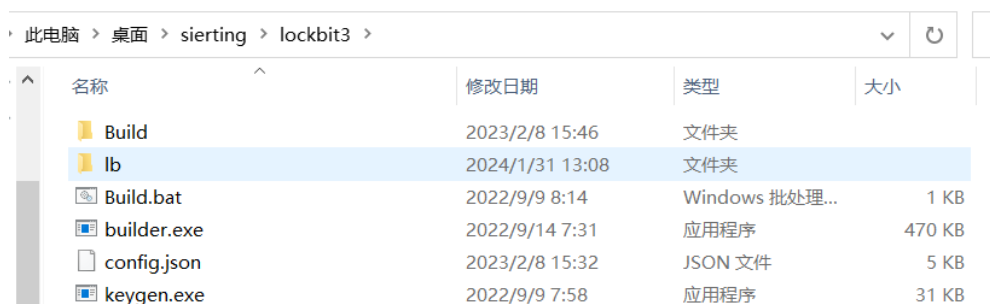 此电脑 > 桌面 > sierting > lockbit3 >
名称 修改日期 类型 大小
Build 2023/2/8 15:46 文件夹
lb 2024/1/31 13:08 文件夹
Build.bat 2022/9/9 8:14 Windows 批处理... 1 KB
builder.exe 2022/9/14 7:31 应用程序 470 KB
config.json 2023/2/8 15:32 JSON 文件 5 KB
keygen.exe 2022/9/9 7:58 应用程序 31 KB